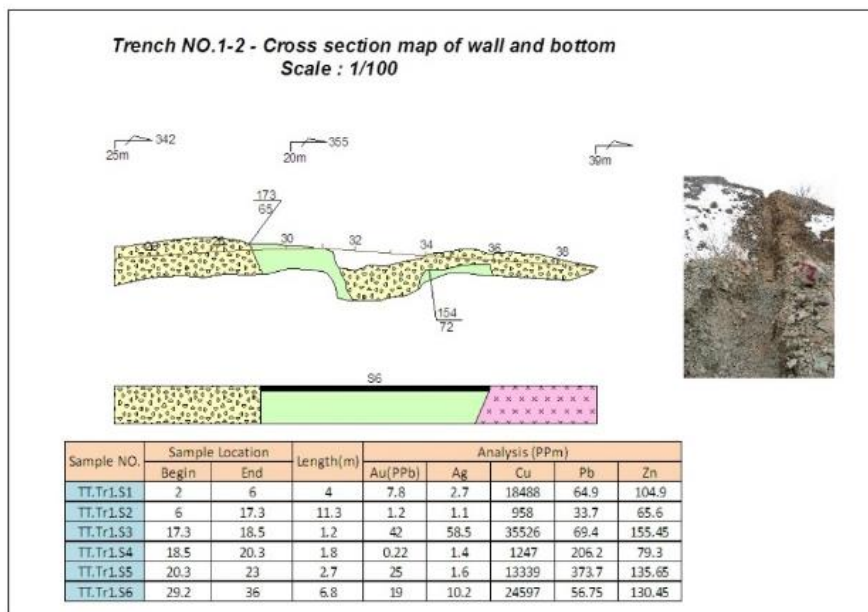 Trench NO.1-2 - Cross section map of wall and bottom
Scale : 1/100
342
355
25m
20m
39m
173
65
30
32
34
36
38
154
72
S6
Sample NO. Sample Location Length(m) Analysis (PPm)
Begin End Au(PPb) Ag Cu Pb Zn
TT.Tr1.S1 2 6 4 7.8 2.7 18488 64.9 104.9
TT.Tr1.S2 6 17.3 11.3 1.2 1.1 958 33.7 65.6
TT.Tr1.S3 17.3 18.5 1.2 42 58.5 35526 69.4 155.45
TT.Tr1.S4 18.5 20.3 1.8 0.22 1.4 1247 206.2 79.3
TT.Tr1.S5 20.3 23 2.7 25 1.6 13339 373.7 135.65
TT.Tr1.S6 29.2 36 6.8 19 10.2 24597 56.75 130.45